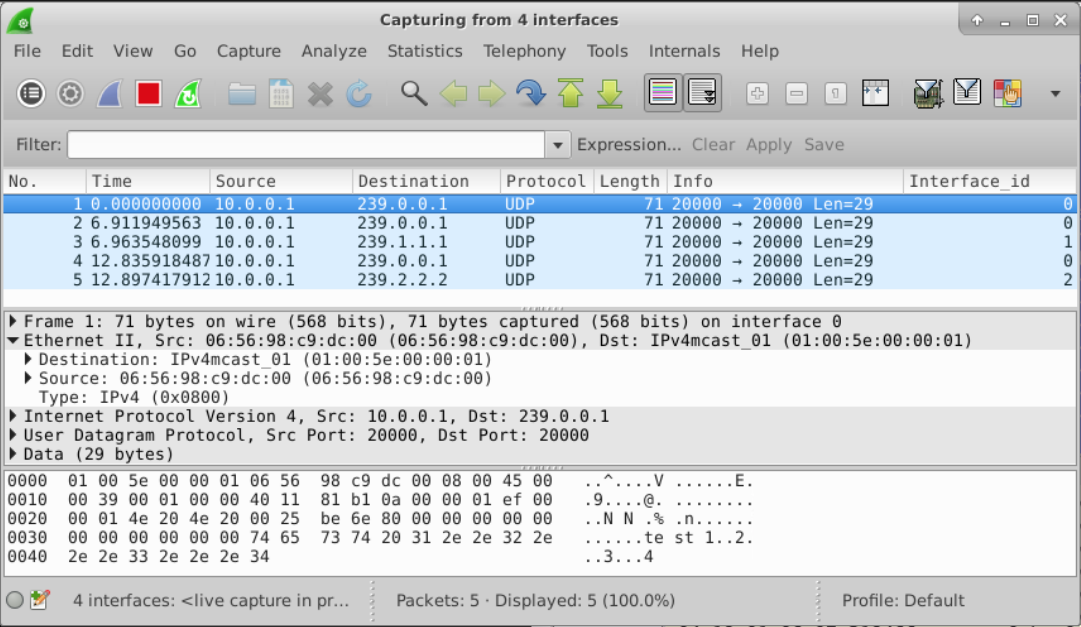 Capturing from 4 interfaces
File Edit View Go Capture Analyze Statistics Telephony Tools Internals Help
Filter: Expression... Clear Apply Save
No. Time Source Destination Protocol Length Info Interface_id
1 0.000000000 10.0.0.1 239.0.0.1 UDP 71 20000 → 20000 Len=29 0
2 6.911949563 10.0.0.1 239.0.0.1 UDP 71 20000 → 20000 Len=29 0
3 6.963548099 10.0.0.1 239.1.1.1 UDP 71 20000 → 20000 Len=29 1
4 12.835918487 10.0.0.1 239.0.0.1 UDP 71 20000 → 20000 Len=29 0
5 12.897417912 10.0.0.1 239.2.2.2 UDP 71 20000 → 20000 Len=29 2
Frame 1: 71 bytes on wire (568 bits), 71 bytes captured (568 bits) on interface 0
Ethernet II, Src: 06:56:98:c9:dc:00 (06:56:98:c9:dc:00), Dst: IPv4mcast_01 (01:00:5e:00:00:01)
Destination: IPv4mcast_01 (01:00:5e:00:00:01)
Source: 06:56:98:c9:dc:00 (06:56:98:c9:dc:00)
Type: IPv4 (0x0800)
Internet Protocol Version 4, Src: 10.0.0.1, Dst: 239.0.0.1
User Datagram Protocol, Src Port: 20000, Dst Port: 20000
Data (29 bytes)
0000 01 00 5e 00 00 01 06 56 98 c9 dc 00 08 00 45 00 ..^....V ......E.
0010 00 39 00 01 00 00 40 11 81 b1 0a 00 00 01 ef 00 .9....@. ........
0020 00 01 4e 20 4e 20 00 25 be 6e 80 00 00 00 00 00 ..N N .% .n......
0030 00 00 00 00 00 00 74 65 73 74 20 31 2e 2e 32 2e ......te st 1..2.
0040 2e 2e 33 2e 2e 2e 34 ..3...4
4 interfaces: <live capture in pr... Packets: 5 · Displayed: 5 (100.0%) Profile: Default